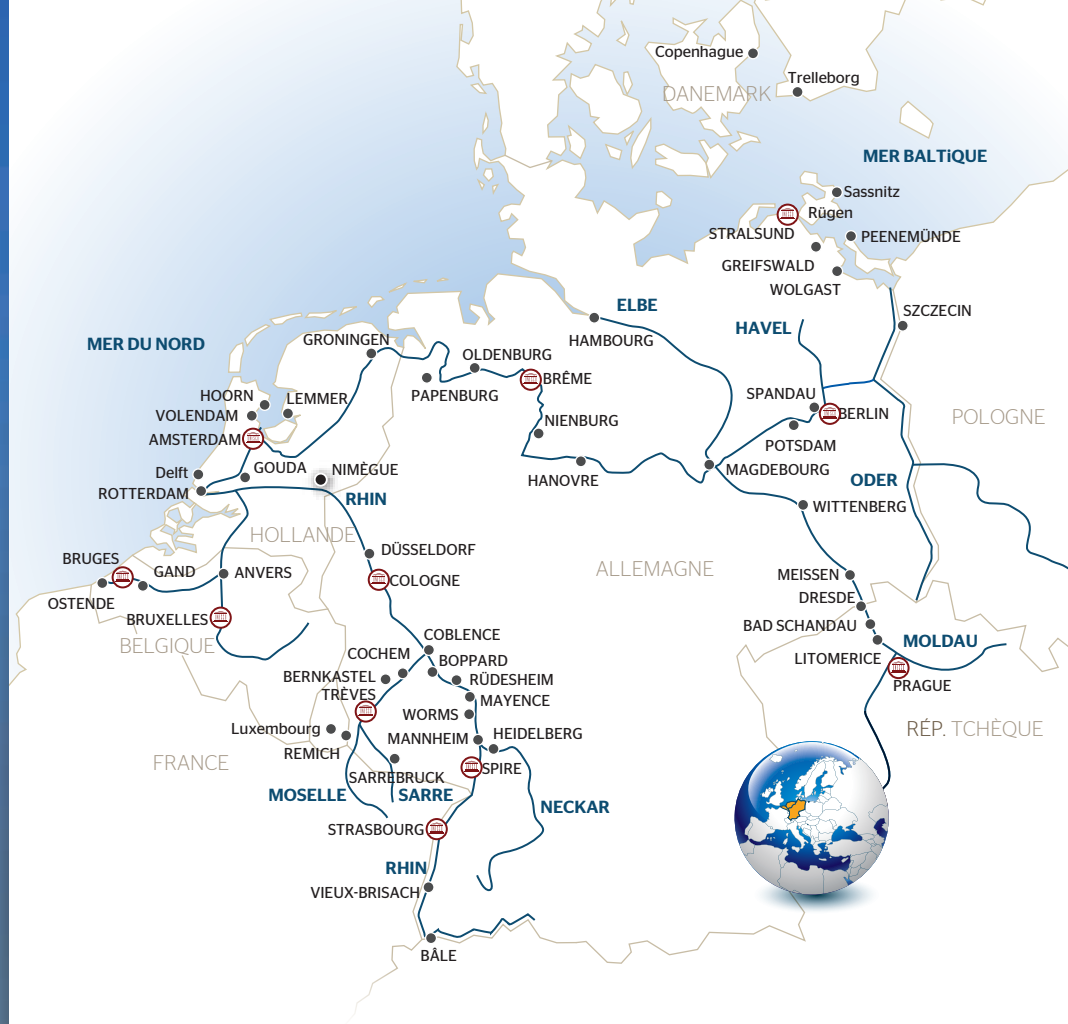 Copenhague
Trelleborg
DANEMARK
MER BALTiQUE
Sassnitz
Rügen
STRALSUND
PEENEMÜNDE
GREIFSWALD
WOLGAST
ELBE
SZCZECIN
HAVEL
MER DU NORD
GRONINGEN
HAMBOURG
OLDENBURG
BRÊME
PAPENBURG
HOORN
LEMMER
SPANDAU
VOLENDAM
BERLIN
POLOGNE
NIENBURG
AMSTERDAM
POTSDAM
GOUDA
NIMÈGUE
MAGDEBOURG
Delft
HANOVRE
ODER
ROTTERDAM
RHIN
WITTENBERG
HOLLANDE
DÜSSELDORF
BRUGES
GAND
ANVERS
ALLEMAGNE
MEISSEN
COLOGNE
OSTENDE
DRESDE
BRUXELLES
BAD SCHANDAU
BELGIQUE
COBLENCE
MOLDAU
COCHEM
BOPPARD
LITOMERICE
BERNKASTEL
RÜDESHEIM
PRAGUE
TRÈVES
MAYENCE
WORMS
Luxembourg
RÉP. TCHÈQUE
MANNHEIM
HEIDELBERG
REMICH
FRANCE
SPIRE
SARREBRUCK
MOSELLE
SARRE
NECKAR
STRASBOURG
RHIN
VIEUX-BRISACH
BÂLE